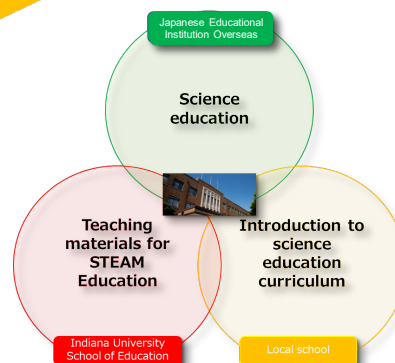 Japanese Educational
Institution Overseas
Science
education
Teaching
materials for
STEAM
Education
Introduction to
science
education
curriculum
Indiana University
School of Education
Local school